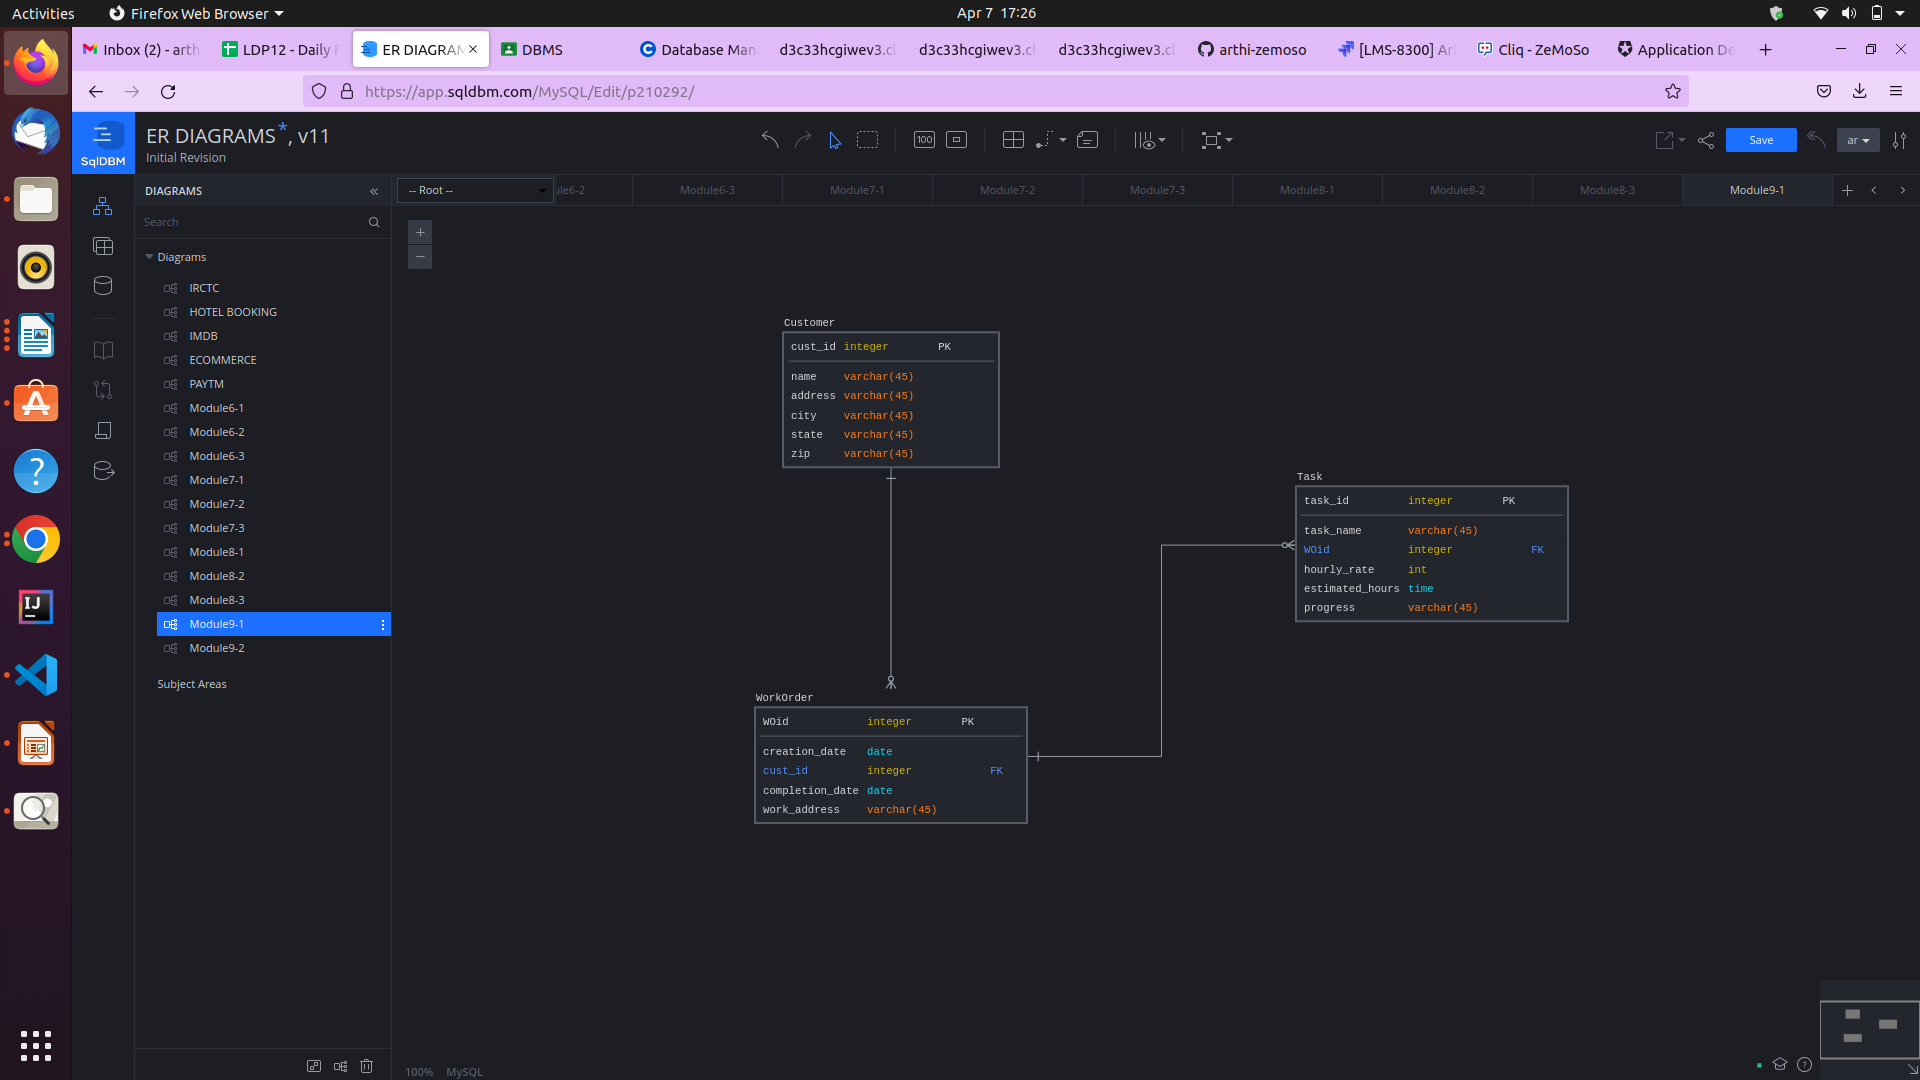 Activities
Firefox Web Browser
Apr 7 17:26
Inbox (2) - arth
LDP12 - Daily
ER DIAGRAM
DBMS
Database Man
d3c33hcgiwev3.cl
d3c33hcgiwev3.cl
d3c33hcgiwev3.cl
arthi-zemoso
[LMS-8300] Ar
Cliq - ZeMoSo
Application De
https://app.sqldbm.com/MySQL/Edit/p210292/
SqlDBM
ER DIAGRAMS*, v11
Initial Revision
100
Save
ar
DIAGRAMS
-- Root --
ule6-2
Module6-3
Module7-1
Module7-2
Module7-3
Module8-1
Module8-2
Module8-3
Module9-1
Search
Diagrams
IRCTC
HOTEL BOOKING
IMDB
ECOMMERCE
PAYTM
Module6-1
Module6-2
Module6-3
Module7-1
Module7-2
Module7-3
Module8-1
Module8-2
Module8-3
Module9-1
Module9-2
Subject Areas
Customer
cust_id integer PK
name varchar(45)
address varchar(45)
city varchar(45)
state varchar(45)
zip varchar(45)
Task
task_id integer PK
task_name varchar(45)
WOid integer FK
hourly_rate int
estimated_hours time
progress varchar(45)
WorkOrder
WOid integer PK
creation_date date
cust_id integer FK
completion_date date
work_address varchar(45)
100% MySQL